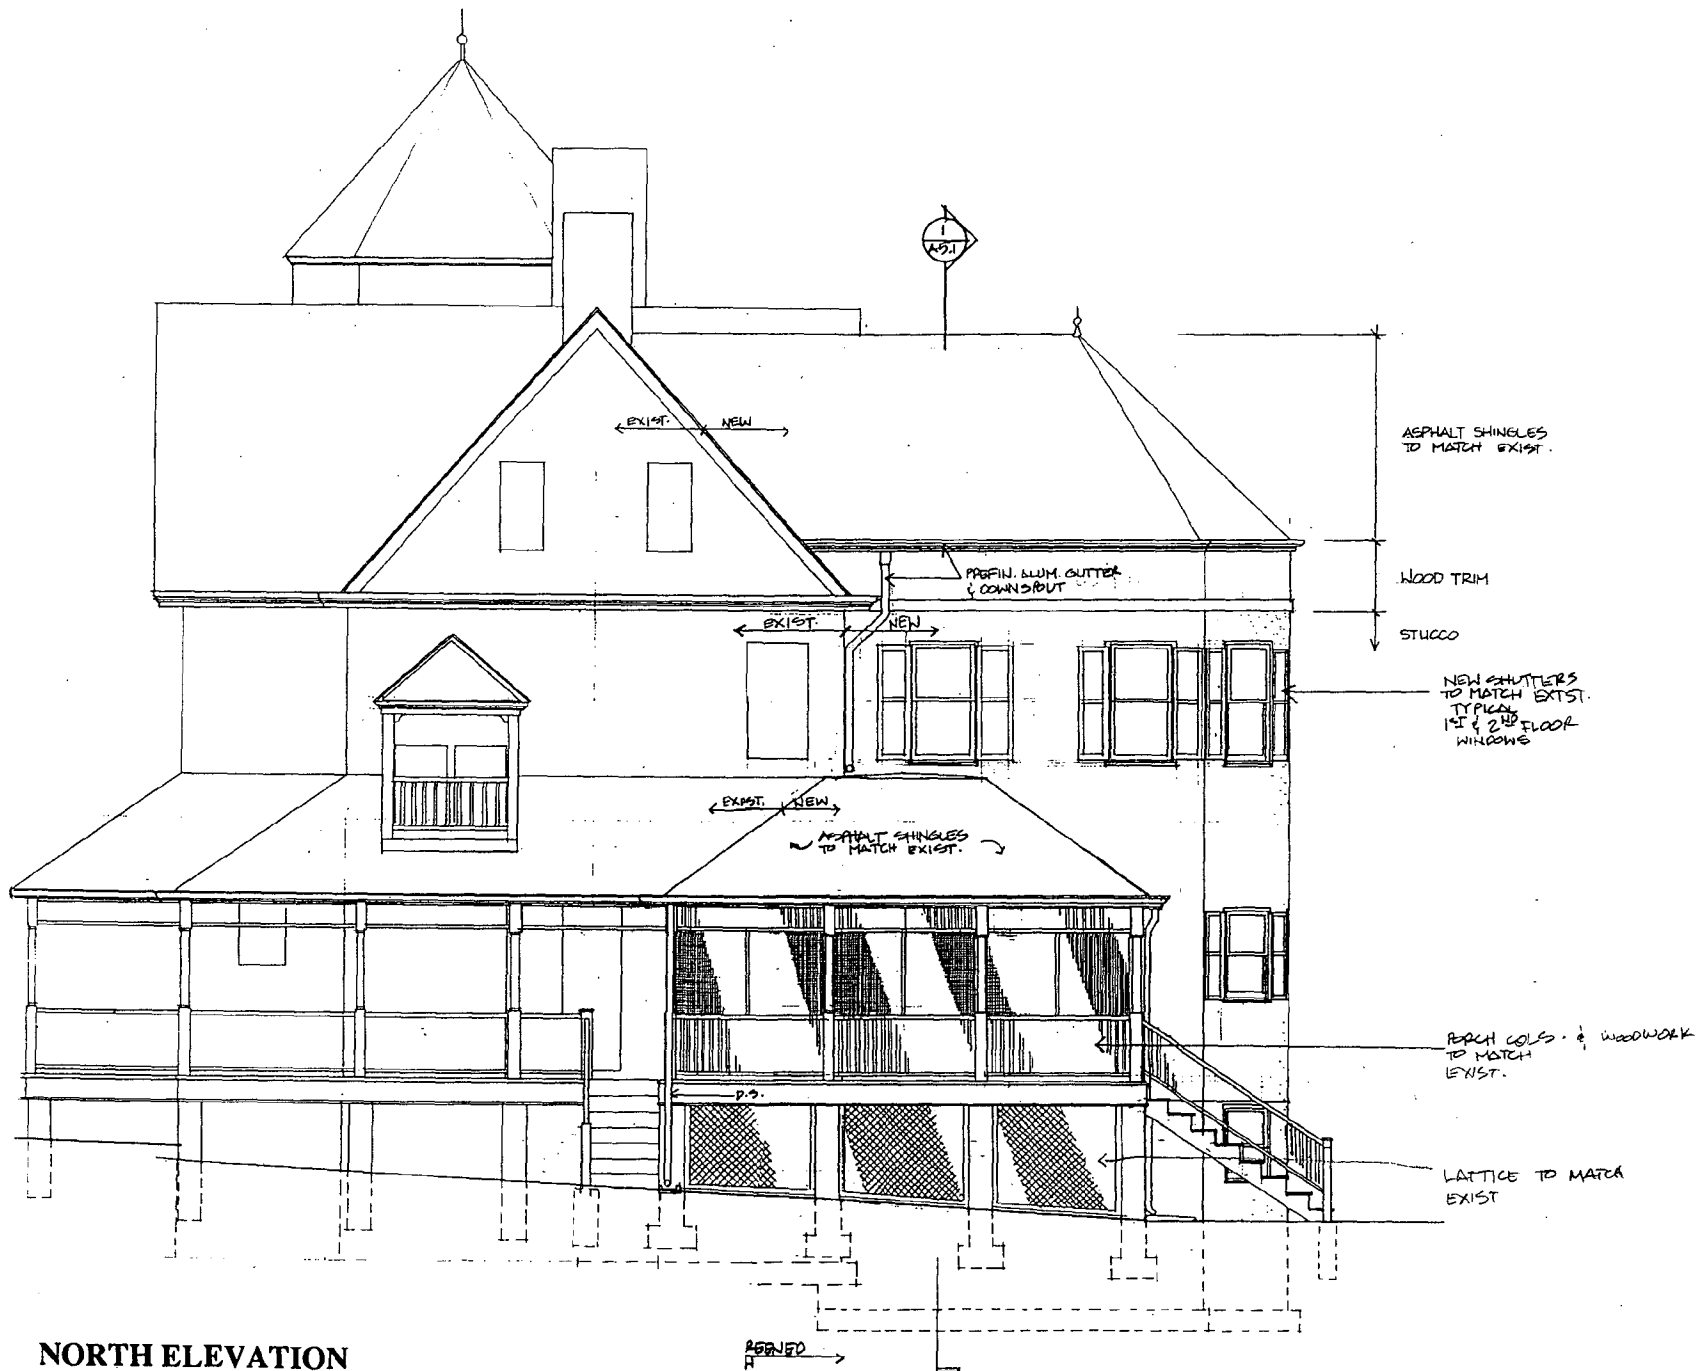 1
A5.1
EXIST. NEW
ASPHALT SHINGLES
TO MATCH EXIST.
PREFIN. ALUM. GUTTER
& DOWNSPOUT
WOOD TRIM
EXIST. NEW
STUCCO
NEW SHUTTERS
TO MATCH EXIST.
TYPICAL
1ST & 2ND FLOOR
WINDOWS
EXIST. NEW
ASPHALT SHINGLES
TO MATCH EXIST.
PORCH COLS. & WOODWORK
TO MATCH
EXIST.
D.S.
LATTICE TO MATCH
EXIST
NORTH ELEVATION
REENED
H